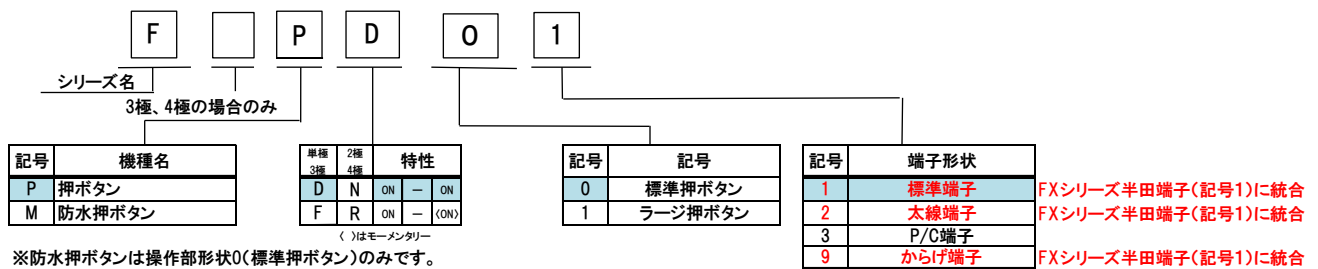 F P D 0 1
シリーズ名
3極、4極の場合のみ
記号 機種名
P 押ボタン
M 防水押ボタン
※防水押ボタンは操作部形状0(標準押ボタン)のみです。
単極 2極 特性
3極 4極
D N ON － ON
F R ON － 〈ON〉
〈 〉はモーメンタリー
記号 記号
0 標準押ボタン
1 ラージ押ボタン
記号 端子形状
1 標準端子 FXシリーズ半田端子(記号1)に統合
2 太線端子 FXシリーズ半田端子(記号1)に統合
3 P/C端子
9 からげ端子 FXシリーズ半田端子(記号1)に統合